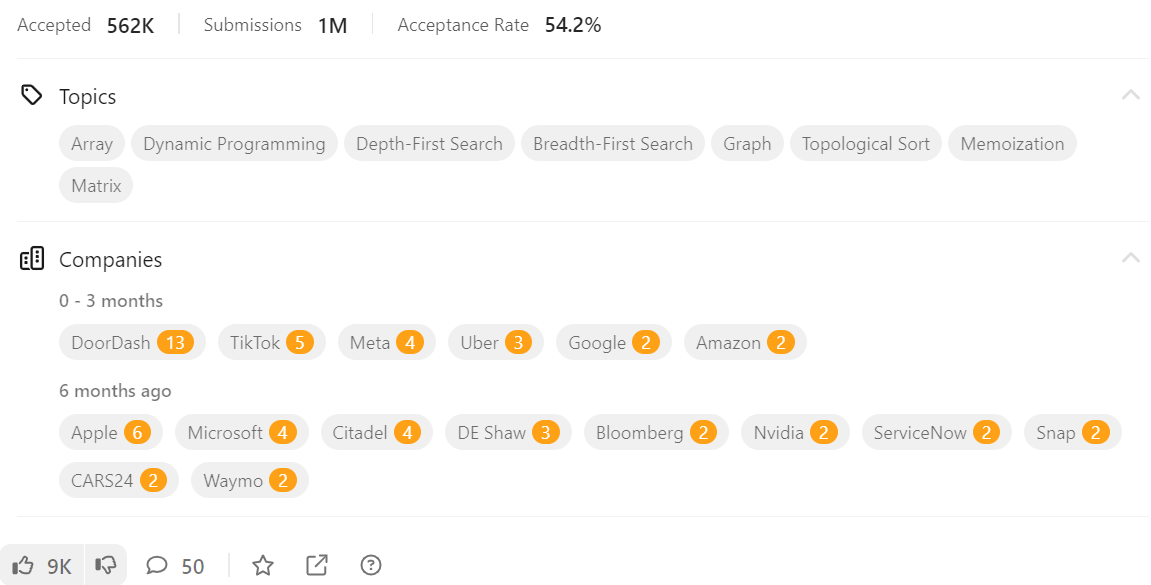 Accepted 562K Submissions 1M Acceptance Rate 54.2%
Topics
Array Dynamic Programming Depth-First Search Breadth-First Search Graph Topological Sort Memoization
Matrix
Companies
0 - 3 months
DoorDash 13 TikTok 5 Meta 4 Uber 3 Google 2 Amazon 2
6 months ago
Apple 6 Microsoft 4 Citadel 4 DE Shaw 3 Bloomberg 2 Nvidia 2 ServiceNow 2 Snap 2
CARS24 2 Waymo 2
9K 50